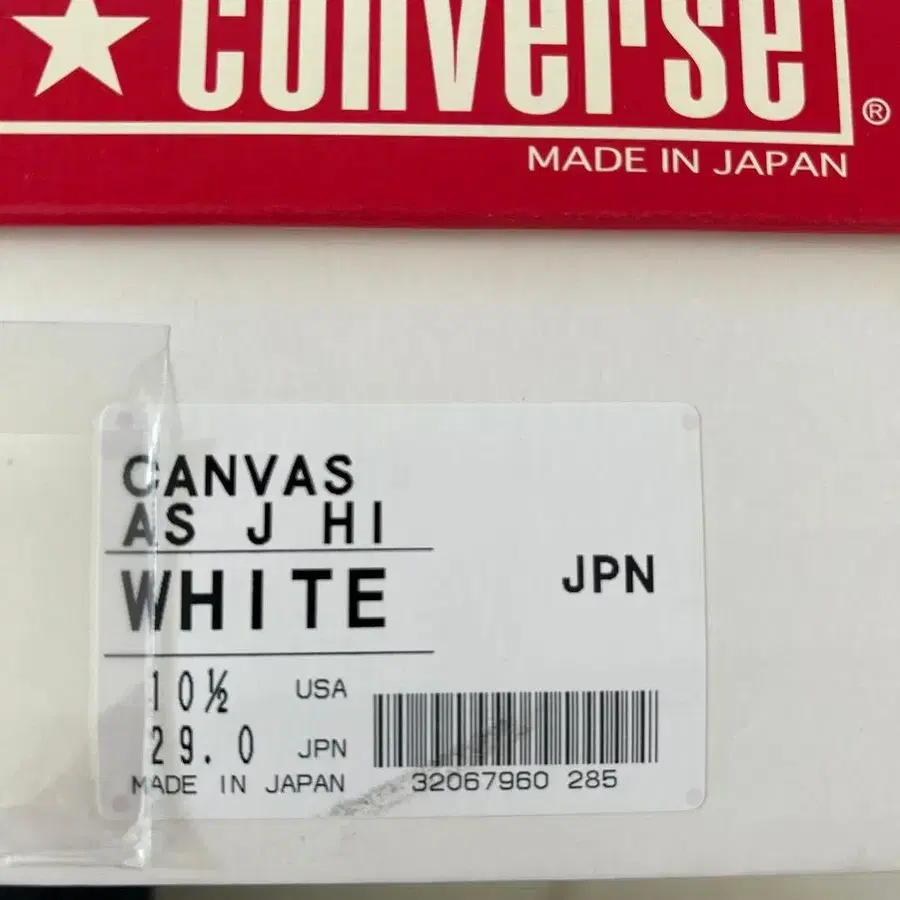 converse®
MADE IN JAPAN
CANVAS
AS J HI
WHITE
JPN
10½ USA
29.0 JPN
MADE IN JAPAN
32067960 285